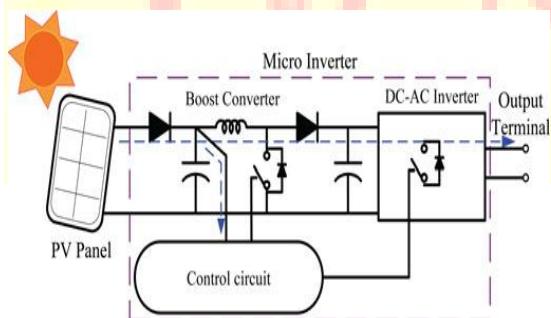 Micro Inverter
Boost Converter
DC-AC Inverter
Output
Terminal
PV Panel
Control circuit